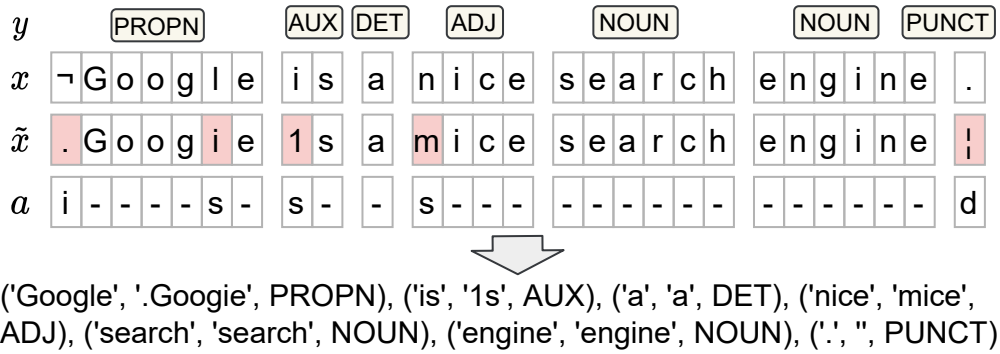 y PROPN AUX DET ADJ NOUN NOUN PUNCT
x ¬Google is a nice search engine .
x̃ .Googie 1s a mice search engine ¦
a i----s- s- - s--- ------ ------ d
('Google', '.Googie', PROPN), ('is', '1s', AUX), ('a', 'a', DET), ('nice', 'mice',
ADJ), ('search', 'search', NOUN), ('engine', 'engine', NOUN), ('.', '', PUNCT)